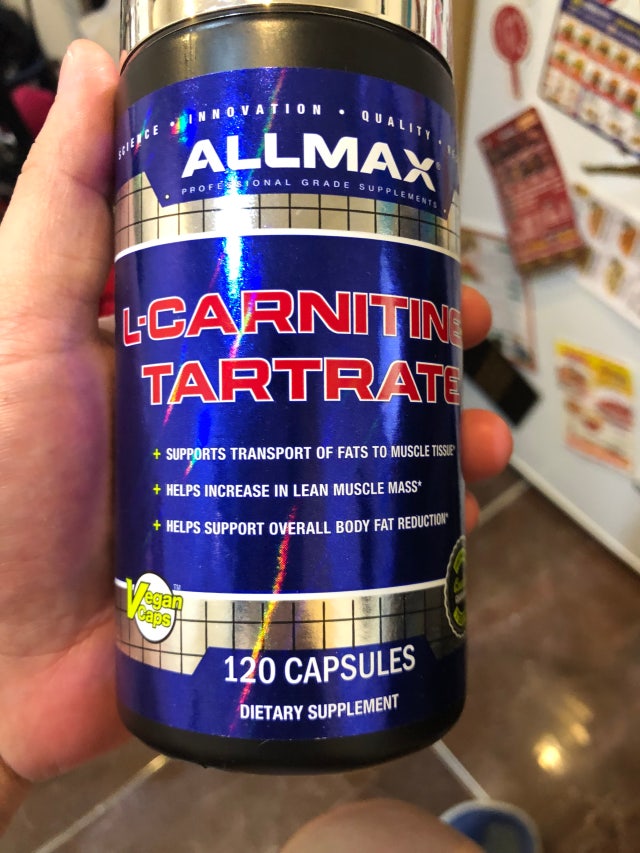 SCIENCE • INNOVATION • QUALITY •
ALLMAX®
PROFESSIONAL GRADE SUPPLEMENTS
L-CARNITINE
TARTRATE
+ SUPPORTS TRANSPORT OF FATS TO MUSCLE TISSUE*
+ HELPS INCREASE IN LEAN MUSCLE MASS*
+ HELPS SUPPORT OVERALL BODY FAT REDUCTION*
Vegan Caps™
120 CAPSULES
DIETARY SUPPLEMENT